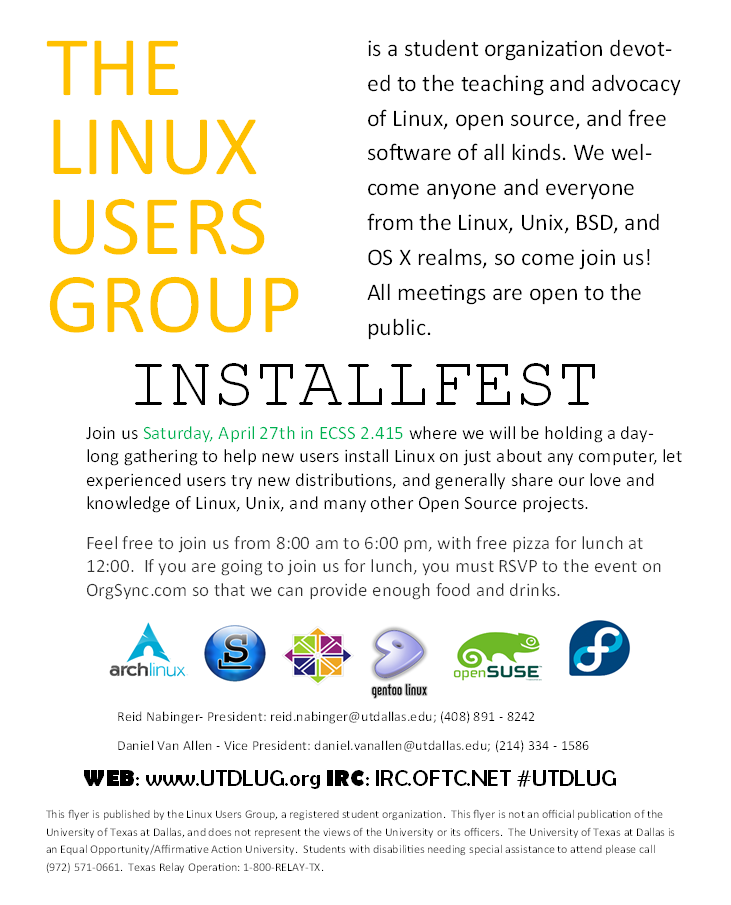 THE
LINUX
USERS
GROUP
is a student organization devot-
ed to the teaching and advocacy
of Linux, open source, and free
software of all kinds. We wel-
come anyone and everyone
from the Linux, Unix, BSD, and
OS X realms, so come join us!
All meetings are open to the
public.
INSTALLFEST
Join us Saturday, April 27th in ECSS 2.415 where we will be holding a day-
long gathering to help new users install Linux on just about any computer, let
experienced users try new distributions, and generally share our love and
knowledge of Linux, Unix, and many other Open Source projects.
Feel free to join us from 8:00 am to 6:00 pm, with free pizza for lunch at
12:00.  If you are going to join us for lunch, you must RSVP to the event on
OrgSync.com so that we can provide enough food and drinks.
archlinux
S
gentoo linux
openSUSE
f
Reid Nabinger- President: reid.nabinger@utdallas.edu; (408) 891 - 8242
Daniel Van Allen - Vice President: daniel.vanallen@utdallas.edu; (214) 334 - 1586
WEB: www.UTDLUG.org IRC: IRC.OFTC.NET #UTDLUG
This flyer is published by the Linux Users Group, a registered student organization.  This flyer is not an official publication of the
University of Texas at Dallas, and does not represent the views of the University or its officers.  The University of Texas at Dallas is
an Equal Opportunity/Affirmative Action University.  Students with disabilities needing special assistance to attend please call
(972) 571-0661.  Texas Relay Operation: 1-800-RELAY-TX.